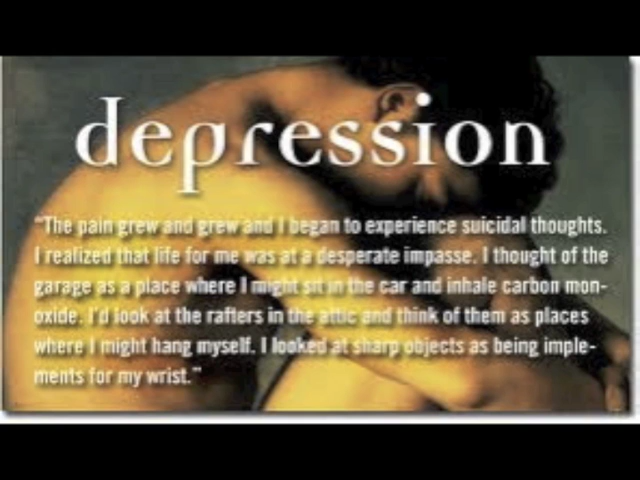 depression
"The pain grew and grew and I began to experience suicidal thoughts.
I realized that life for me was at a desperate impasse. I thought of the
garage as a place where I might sit in the car and inhale carbon mon-
oxide. I'd look at the rafters in the attic and think of them as places
where I might hang myself. I looked at sharp objects as being imple-
ments for my wrist."